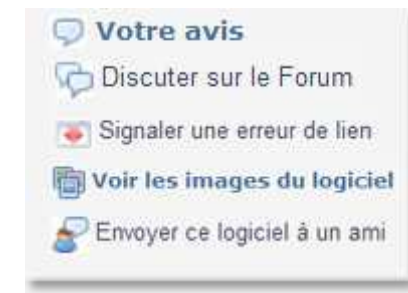 Votre avis
Discuter sur le Forum
Signaler une erreur de lien
Voir les images du logiciel
Envoyer ce logiciel à un ami